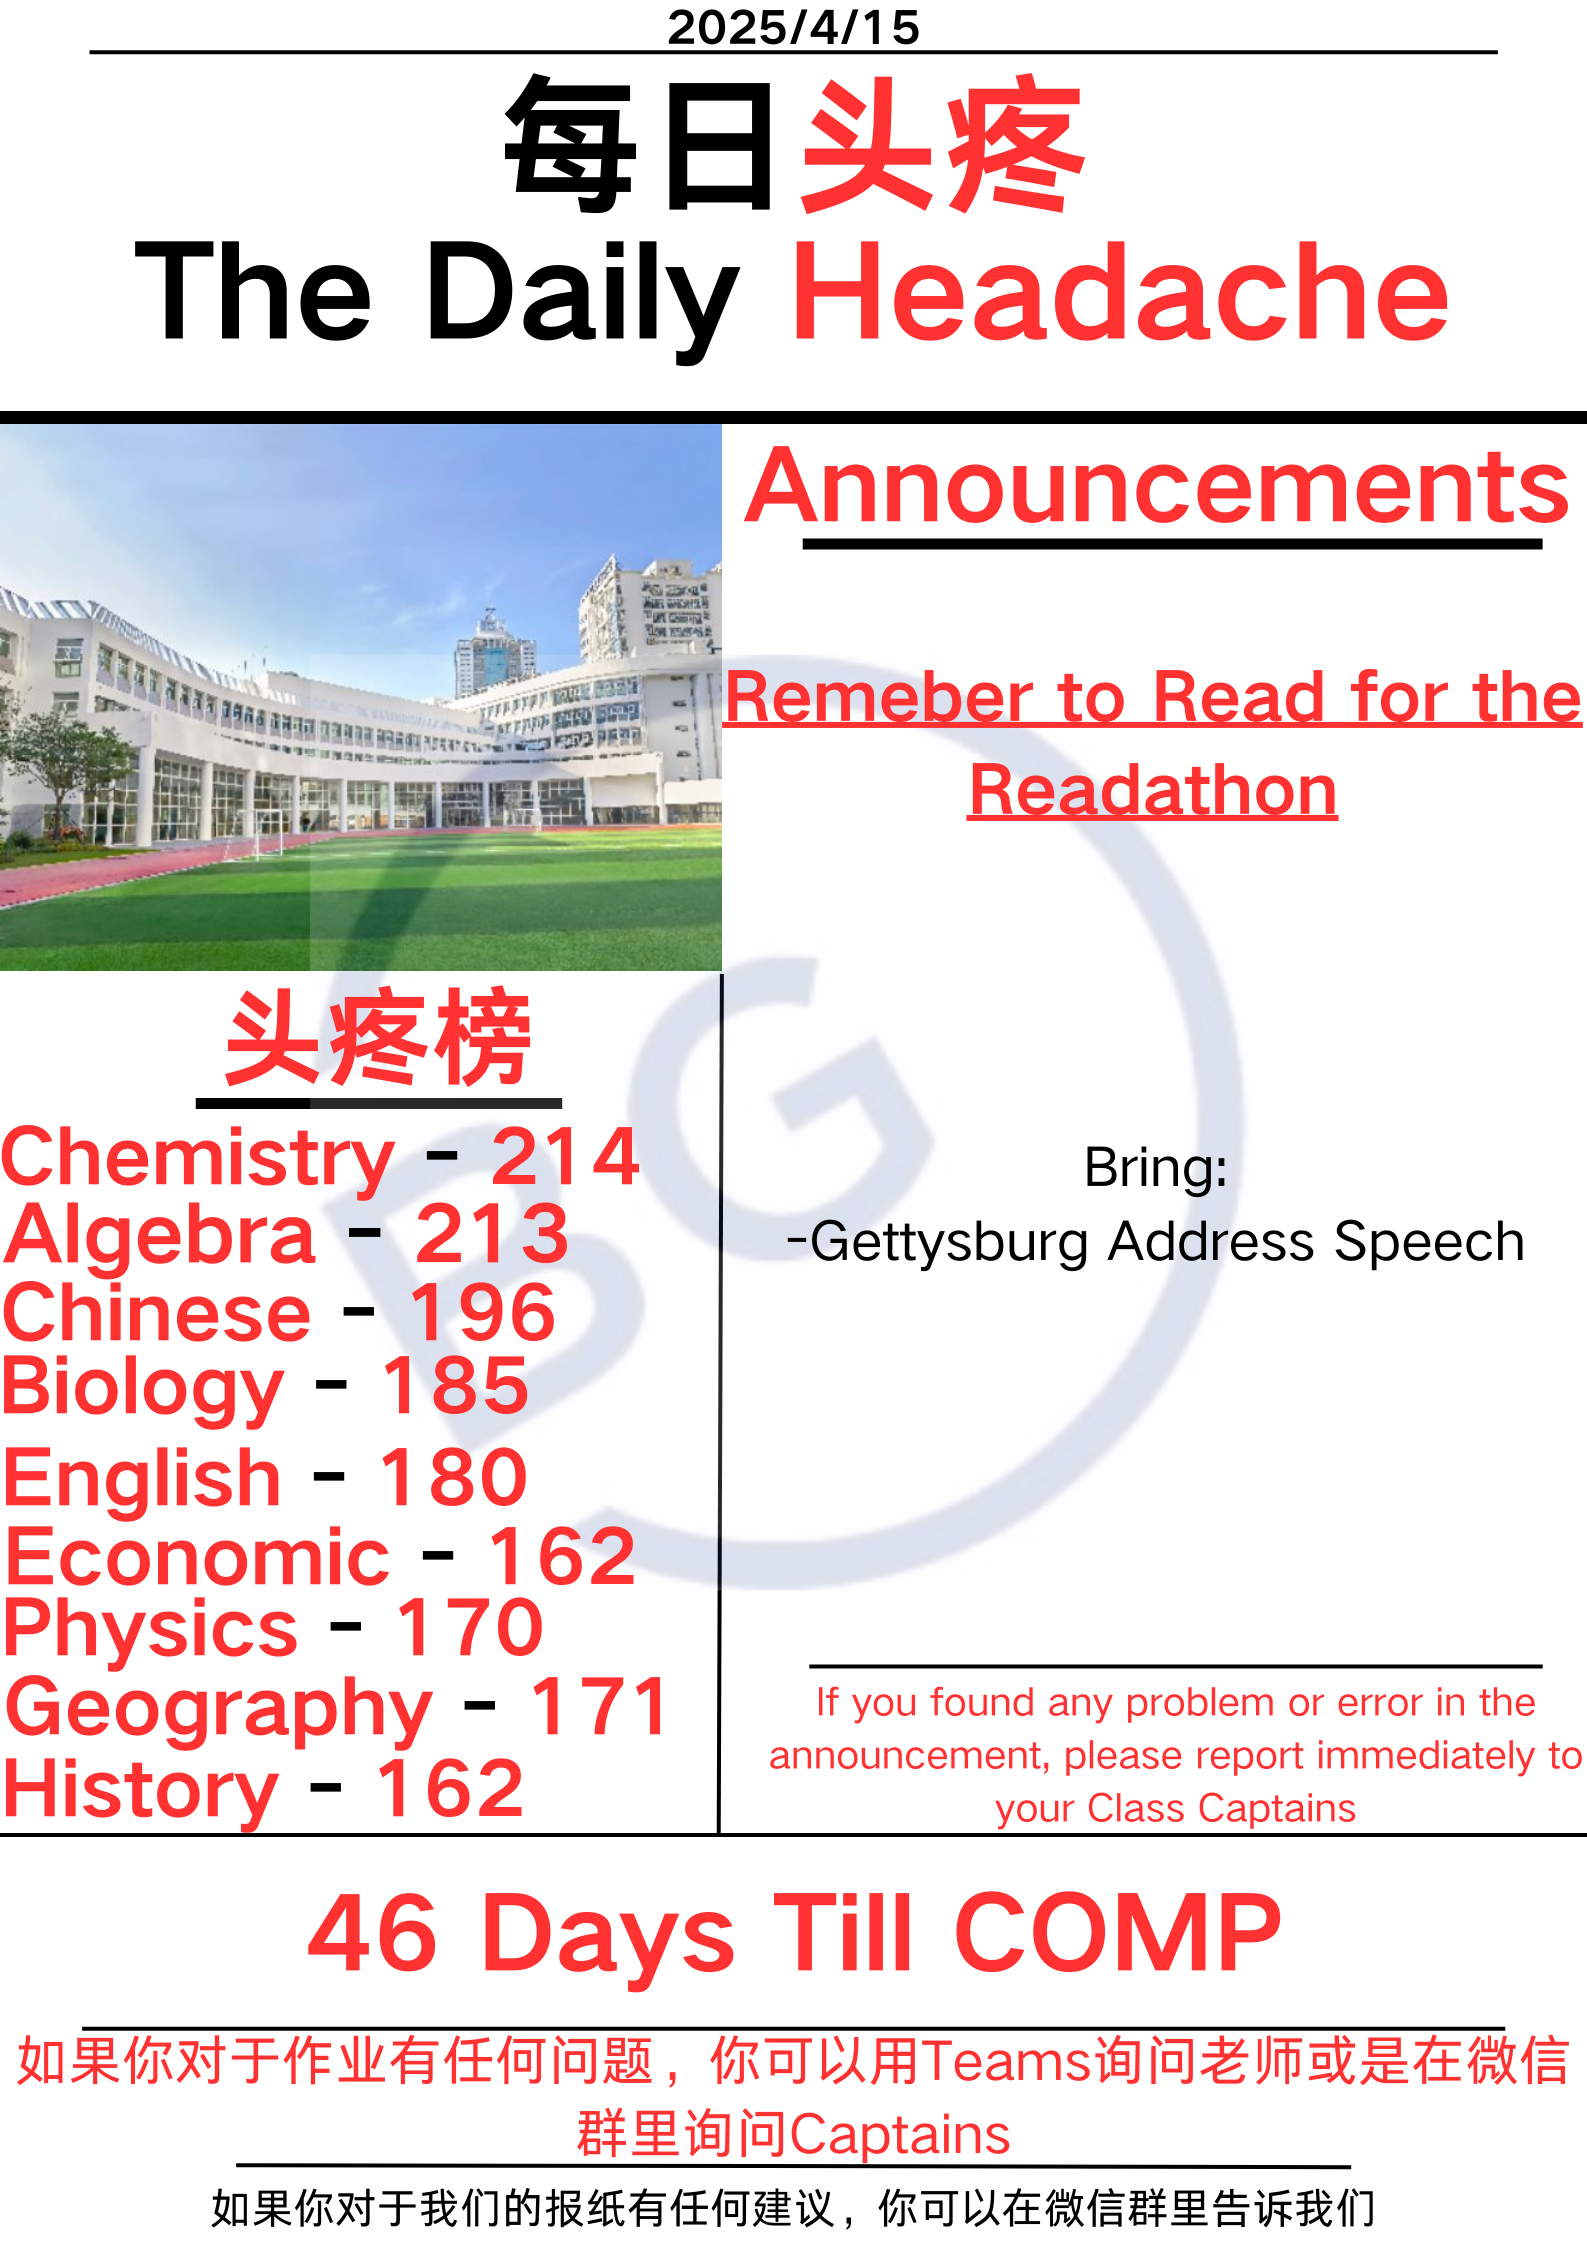 2025/4/15
每日头疼
The Daily Headache
Announcements
Remeber to Read for the
Readathon
头疼榜
Chemistry - 214
Algebra - 213
Chinese - 196
Biology - 185
English - 180
Economic - 162
Physics - 170
Geography - 171
History - 162
BG
Bring:
-Gettysburg Address Speech
If you found any problem or error in the
announcement, please report immediately to
your Class Captains
46 Days Till COMP
如果你对于作业有任何问题，你可以用Teams询问老师或是在微信
群里询问Captains
如果你对于我们的报纸有任何建议，你可以在微信群里告诉我们